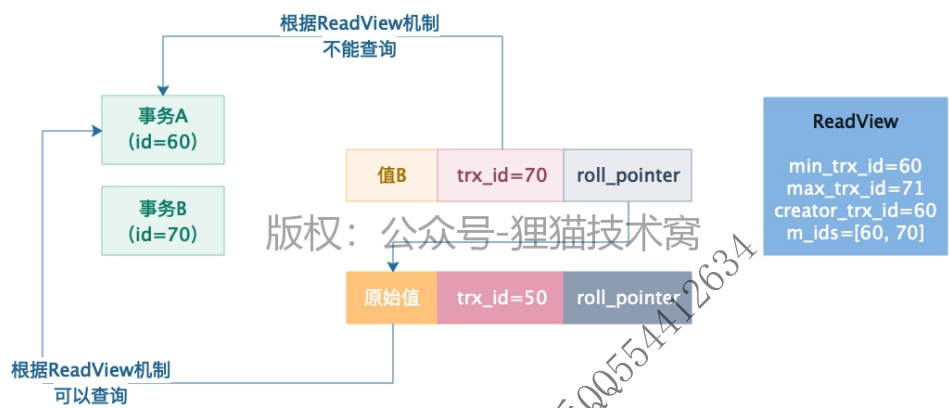 根据ReadView机制
不能查询
事务A
（id=60）
ReadView
min_trx_id=60
max_trx_id=71
creator_trx_id=60
m_ids=[60, 70]
值B
trx_id=70
roll_pointer
事务B
（id=70）
版权：公众号-狸猫技术窝
原始值
trx_id=50
roll_pointer
根据ReadView机制
可以查询
QQ554412634